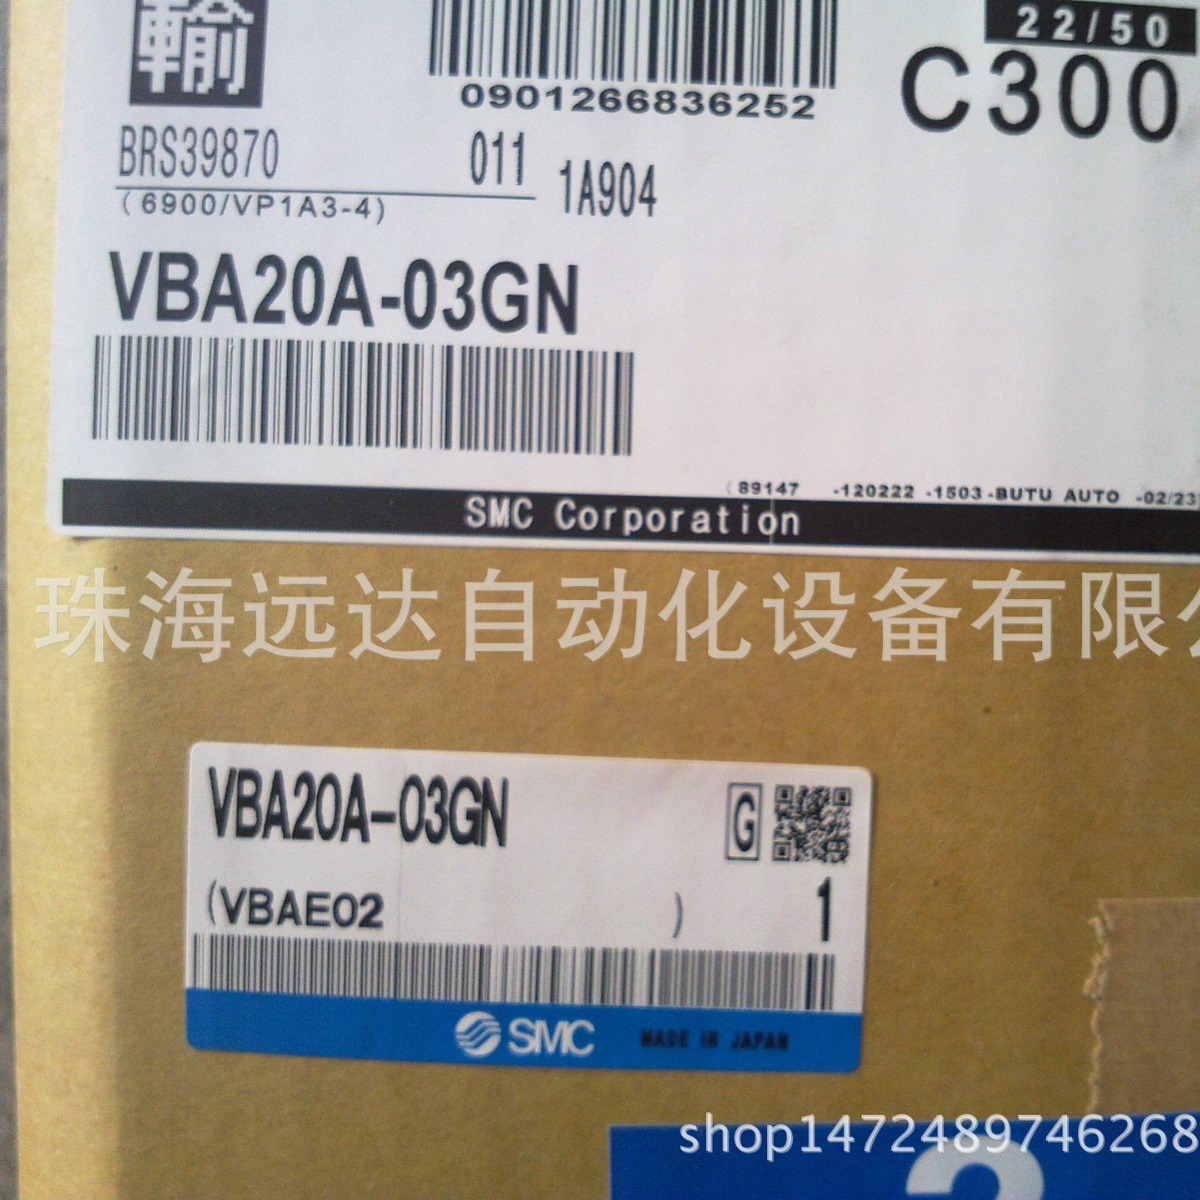 輸
22/50
0901266836252
C300
BRS39870 011 1A904
(6900/VP1A3-4)
VBA20A-03GN
(89147 -120222 -1503-BUTU AUTO -02/23)
SMC Corporation
珠海远达自动化设备有限公
VBA20A-03GN
G
(VBAE02 ) 1
SMC MADE IN JAPAN
shop1472489746268